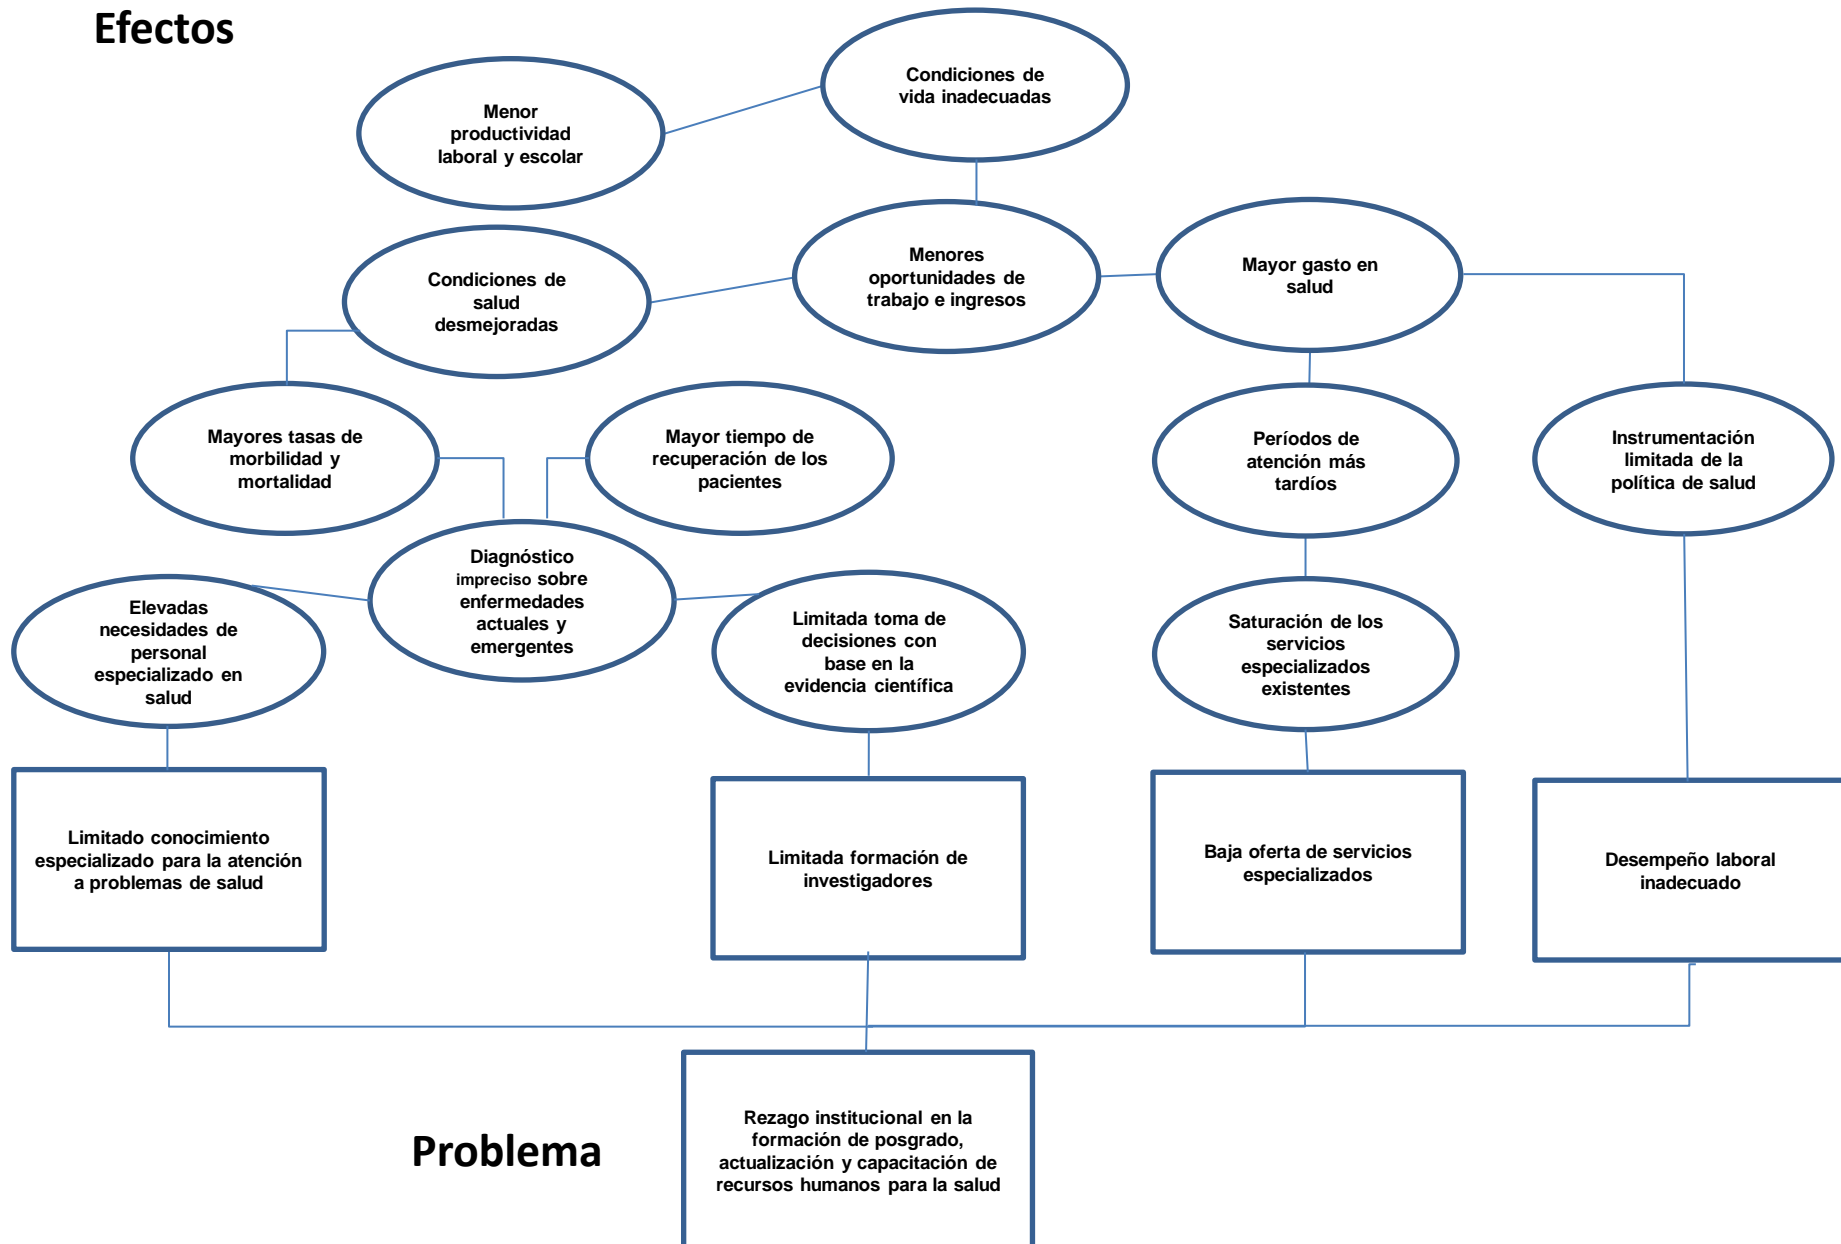 Efectos
Condiciones de
vida inadecuadas
Menor
productividad
laboral y escolar
Menores
oportunidades de
trabajo e ingresos
Mayor gasto en
salud
Condiciones de
salud
desmejoradas
Mayores tasas de
morbilidad y
mortalidad
Mayor tiempo de
recuperación de los
pacientes
Períodos de
atención más
tardíos
Instrumentación
limitada de la
política de salud
Diagnóstico
impreciso sobre
enfermedades
actuales y
emergentes
Elevadas
necesidades de
personal
especializado en
salud
Limitada toma de
decisiones con
base en la
evidencia científica
Saturación de los
servicios
especializados
existentes
Limitado conocimiento
especializado para la atención
a problemas de salud
Limitada formación de
investigadores
Baja oferta de servicios
especializados
Desempeño laboral
inadecuado
Problema
Rezago institucional en la
formación de posgrado,
actualización y capacitación de
recursos humanos para la salud